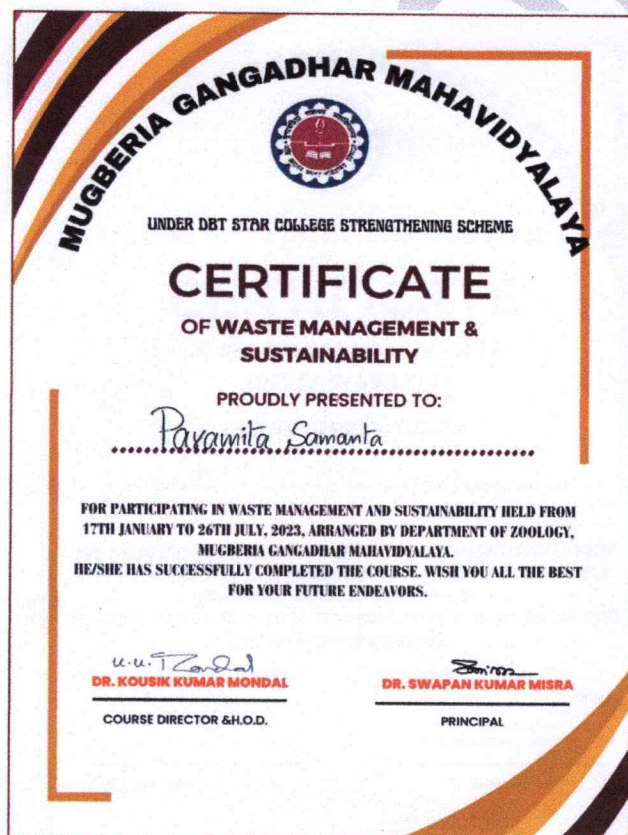 MUGBERIA GANGADHAR MAHAVIDYALAYA
UNDER DBT STAR COLLEGE STRENGTHENING SCHEME
CERTIFICATE
OF WASTE MANAGEMENT &
SUSTAINABILITY
PROUDLY PRESENTED TO:
Paramita Samanta
FOR PARTICIPATING IN WASTE MANAGEMENT AND SUSTAINABILITY HELD FROM
17TH JANUARY TO 26TH JULY, 2023, ARRANGED BY DEPARTMENT OF ZOOLOGY,
MUGBERIA GANGADHAR MAHAVIDYALAYA.
HE/SHE HAS SUCCESSFULLY COMPLETED THE COURSE. WISH YOU ALL THE BEST
FOR YOUR FUTURE ENDEAVORS.
DR. KOUSIK KUMAR MONDAL
COURSE DIRECTOR &H.O.D.
DR. SWAPAN KUMAR MISRA
PRINCIPAL